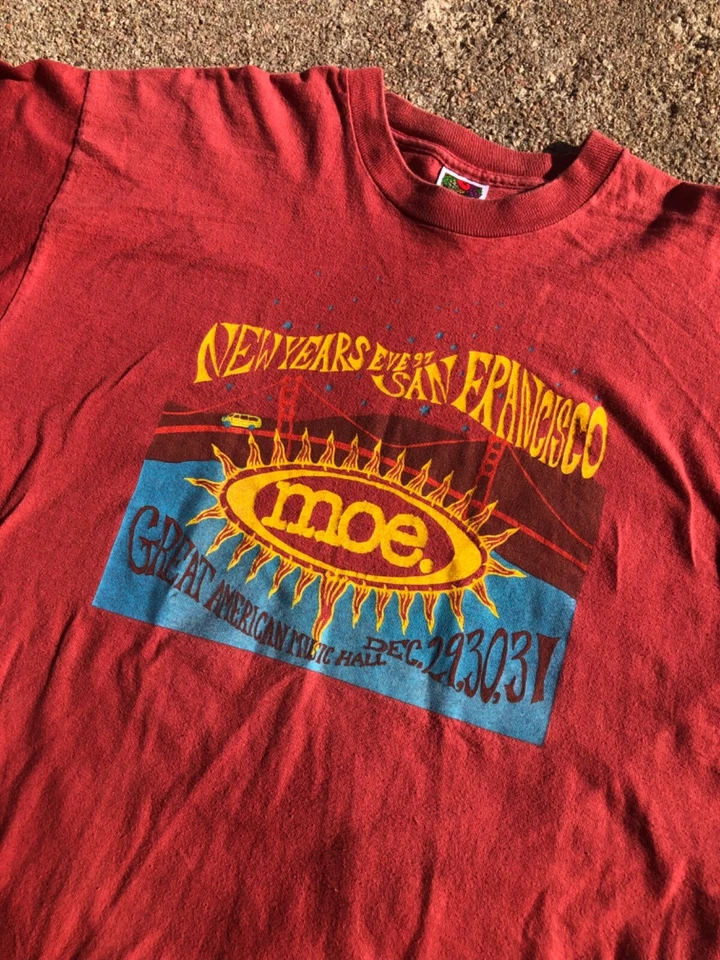 NEW YEARS EVE 97
SAN FRANCISCO
moe.
GREAT AMERICAN MUSIC HALL
DEC. 29,30,31